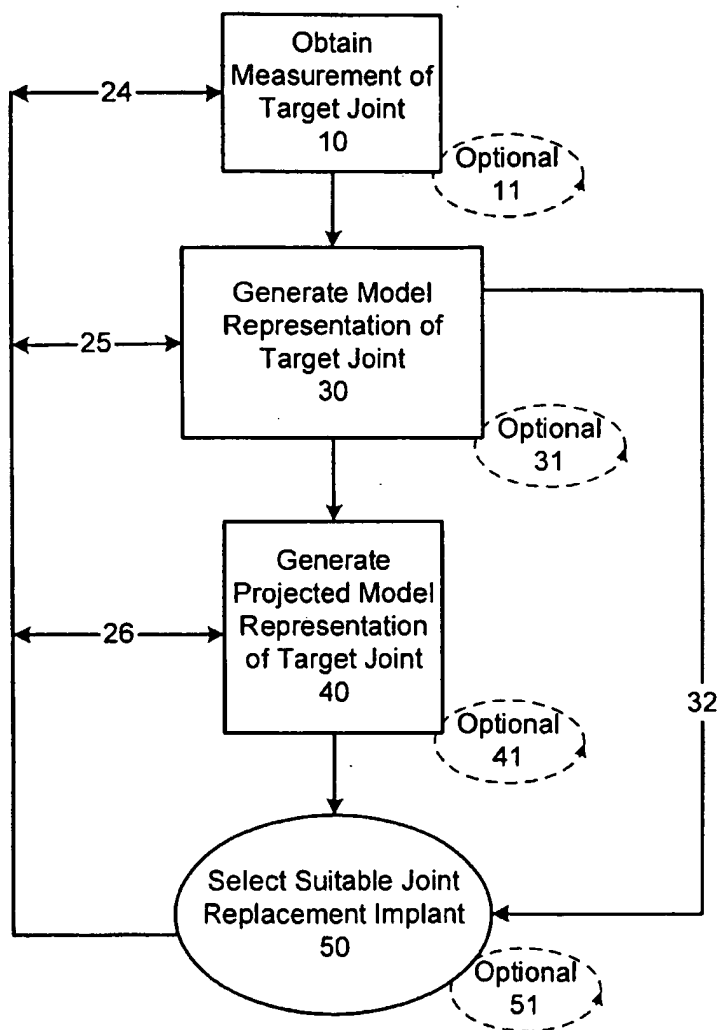 Obtain
Measurement of
Target Joint
10
24
Optional
11
Generate Model
Representation of
Target Joint
30
25
Optional
31
Generate
Projected Model
Representation
of Target Joint
40
26
32
Optional
41
Select Suitable Joint
Replacement Implant
50
Optional
51